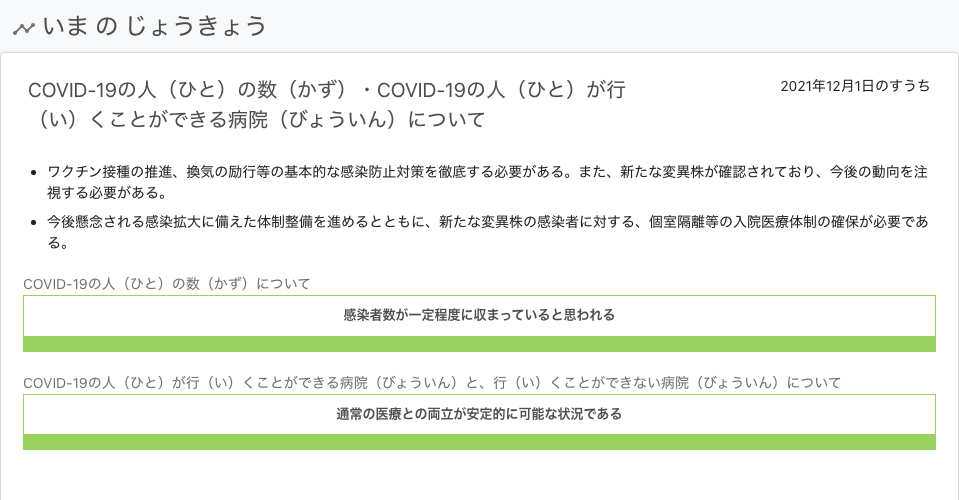 いま の じょうきょう
COVID-19の人（ひと）の数（かず）・COVID-19の人（ひと）が行
（い）くことができる病院（びょういん）について
2021年12月1日のすうち
• ワクチン接種の推進、換気の励行等の基本的な感染防止対策を徹底する必要がある。また、新たな変異株が確認されており、今後の動向を注
視する必要がある。
• 今後懸念される感染拡大に備えた体制整備を進めるとともに、新たな変異株の感染者に対する、個室隔離等の入院医療体制の確保が必要であ
る。
COVID-19の人（ひと）の数（かず）について
感染者数が一定程度に収まっていると思われる
COVID-19の人（ひと）が行（い）くことができる病院（びょういん）と、行（い）くことができない病院（びょういん）について
通常の医療との両立が安定的に可能な状況である